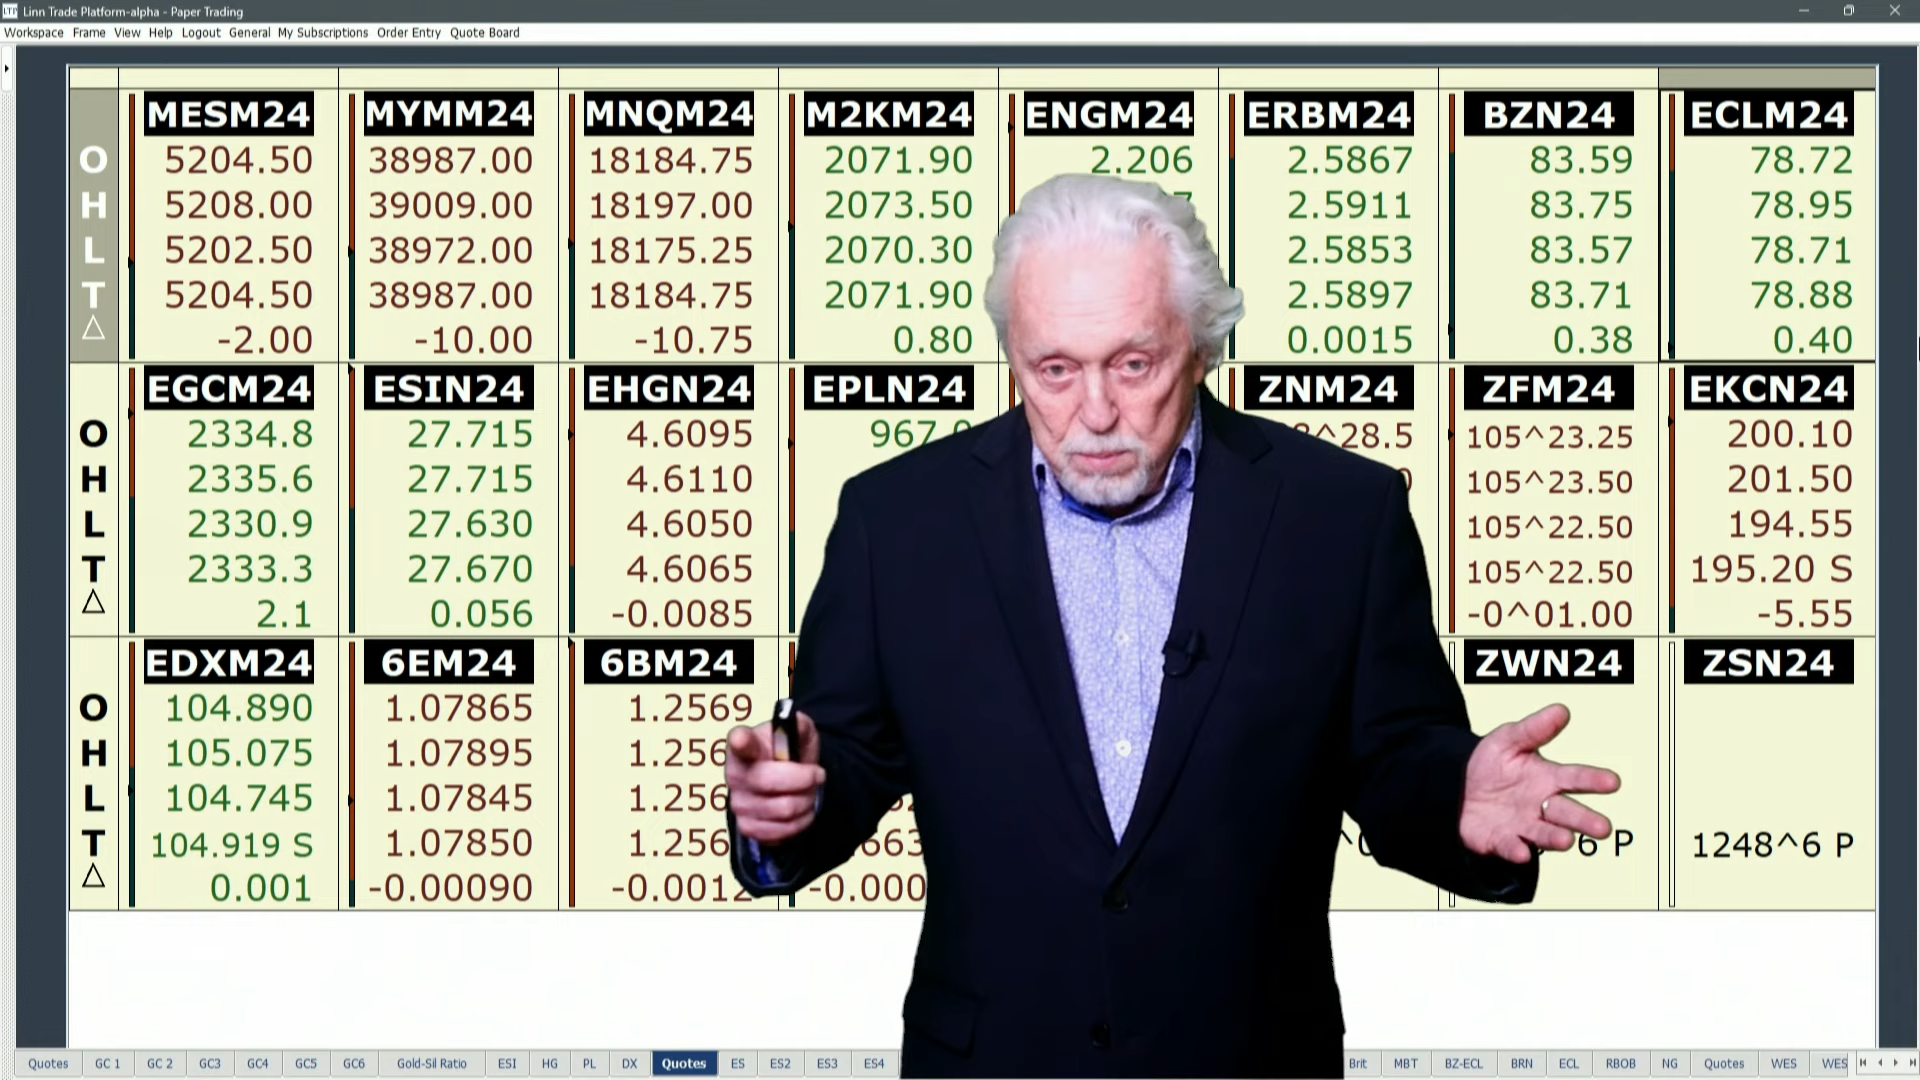 Linn Trade Platform-alpha - Paper Trading
Workspace Frame View Help Logout General My Subscriptions Order Entry Quote Board
MESM24 MYMM24 MNQM24 M2KM24 ENGM24 ERBM24 BZN24 ECLM24
O 5204.50 38987.00 18184.75 2071.90 2.206 2.5867 83.59 78.72
H 5208.00 39009.00 18197.00 2073.50 2.5911 83.75 78.95
L 5202.50 38972.00 18175.25 2070.30 2.5853 83.57 78.71
T 5204.50 38987.00 18184.75 2071.90 2.5897 83.71 78.88
△ -2.00 -10.00 -10.75 0.80 0.0015 0.38 0.40
EGCM24 ESIN24 EHGN24 EPLN24 ZNM24 ZFM24 EKCN24
O 2334.8 27.715 4.6095 105^23.25 200.10
H 2335.6 27.715 4.6110 105^23.50 201.50
L 2330.9 27.630 4.6050 105^22.50 194.55
T 2333.3 27.670 4.6065 105^22.50 195.20 S
△ 2.1 0.056 -0.0085 -0^01.00 -5.55
EDXM24 6EM24 6BM24 ZWN24 ZSN24
O 104.890 1.07865 1.2569
H 105.075 1.07895
L 104.745 1.07845
T 104.919 S 1.07850 6 P 1248^6 P
△ 0.001 -0.00090
Quotes GC 1 GC 2 GC3 GC4 GC5 GC6 Gold-Sil Ratio ESI HG PL DX Quotes ES ES2 ES3 ES4 Brit MBT BZ-ECL BRN ECL RBOB NG Quotes WES WES